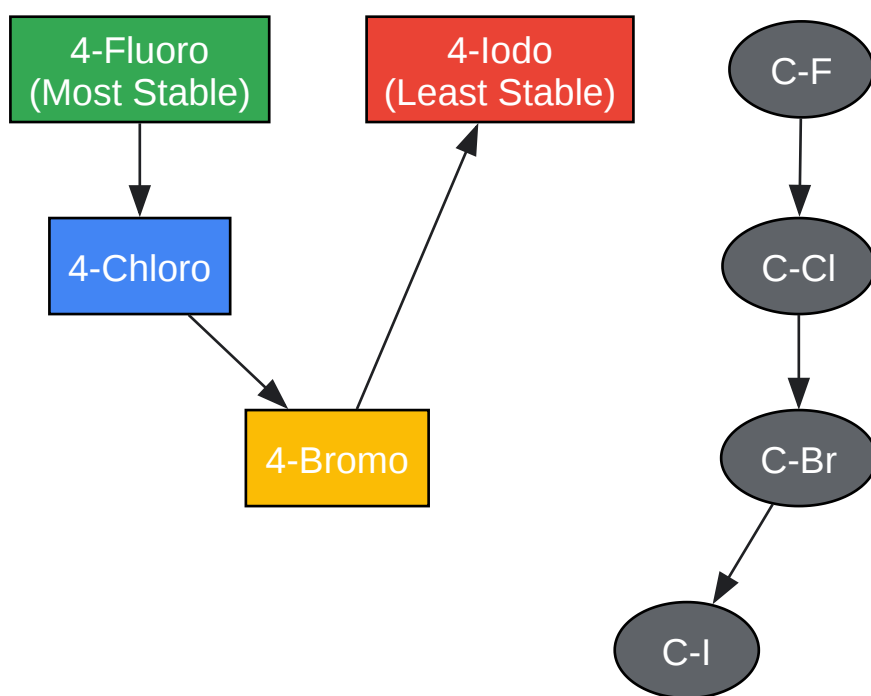 4-Fluoro
(Most Stable)
4-Iodo
(Least Stable)
C-F
4-Chloro
C-Cl
4-Bromo
C-Br
C-I